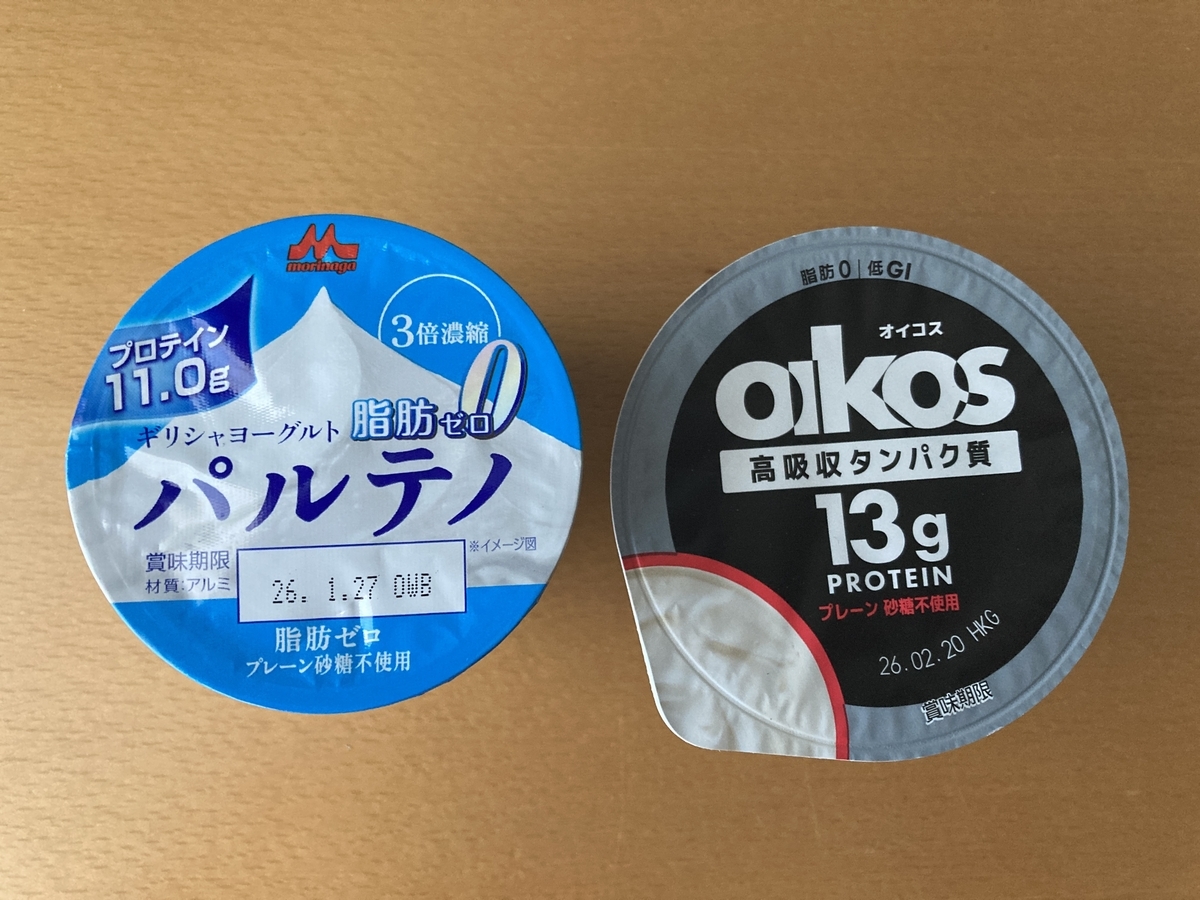 morinaga
3倍濃縮
プロテイン
11.0g
ギリシャヨーグルト 脂肪ゼロ 0
パルテノ
※イメージ図
賞味期限
材質:アルミ
26. 1.27 OWB
脂肪ゼロ
プレーン砂糖不使用
脂肪0|低GI
オイコス
oikos
高吸収タンパク質
13g
PROTEIN
プレーン 砂糖不使用
26.02.20 HKG
賞味期限